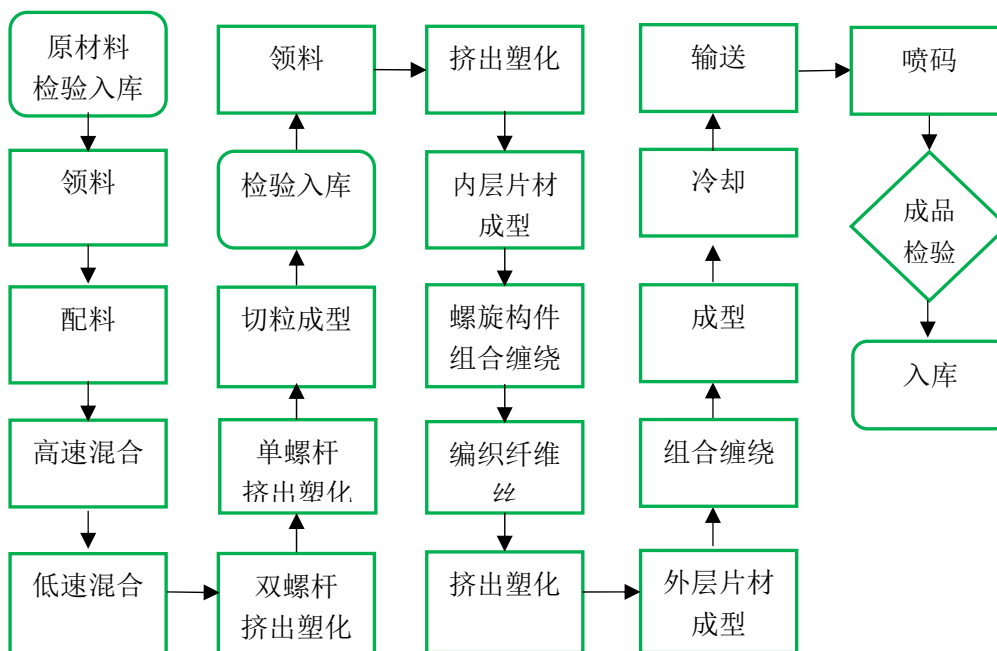 原材料
检验入库
领料
配料
高速混合
低速混合
双螺杆
挤出塑化
单螺杆
挤出塑化
切粒成型
检验入库
领料
挤出塑化
内层片材
成型
螺旋构件
组合缠绕
编织纤维
丝
挤出塑化
外层片材
成型
组合缠绕
成型
冷却
输送
喷码
成品
检验
入库